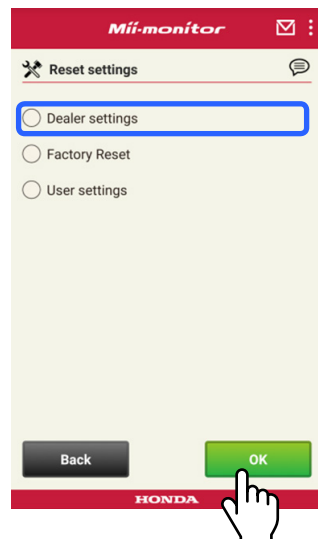 Mii-monitor
Reset settings
Dealer settings
Factory Reset
User settings
Back
OK
HONDA